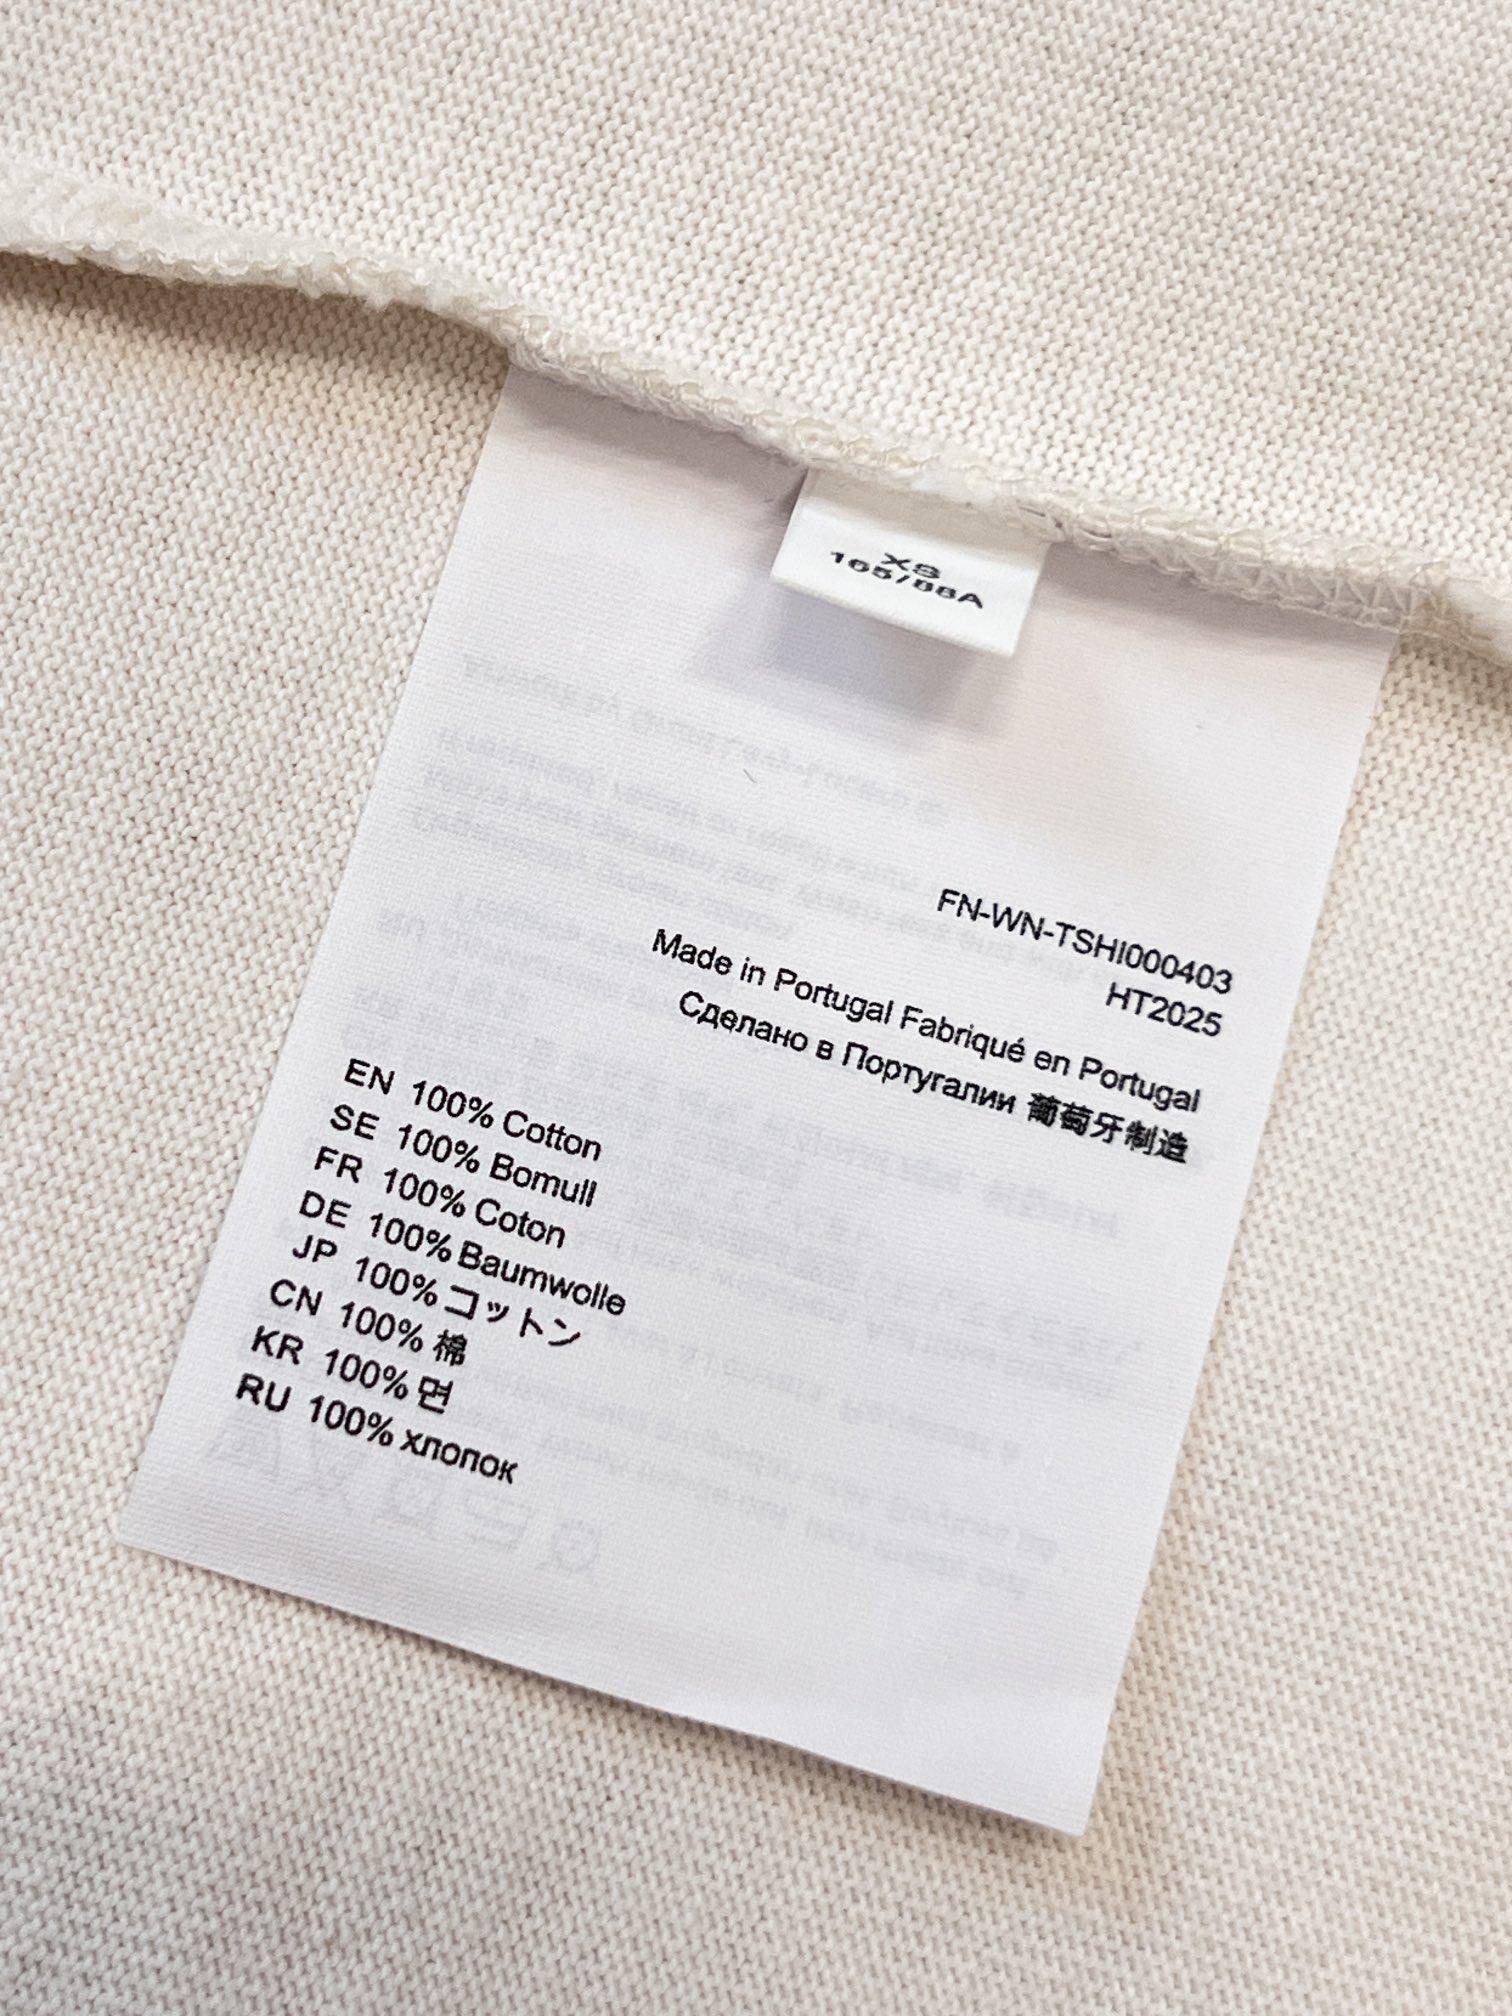 XS
165/88A
FN-WN-TSHI000403
HT2025
Made in Portugal Fabriqué en Portugal
Сделано в Португалии 葡萄牙制造
EN 100% Cotton
SE 100% Bomull
FR 100% Coton
DE 100% Baumwolle
JP 100% コットン
CN 100% 棉
KR 100% 면
RU 100% хлопок